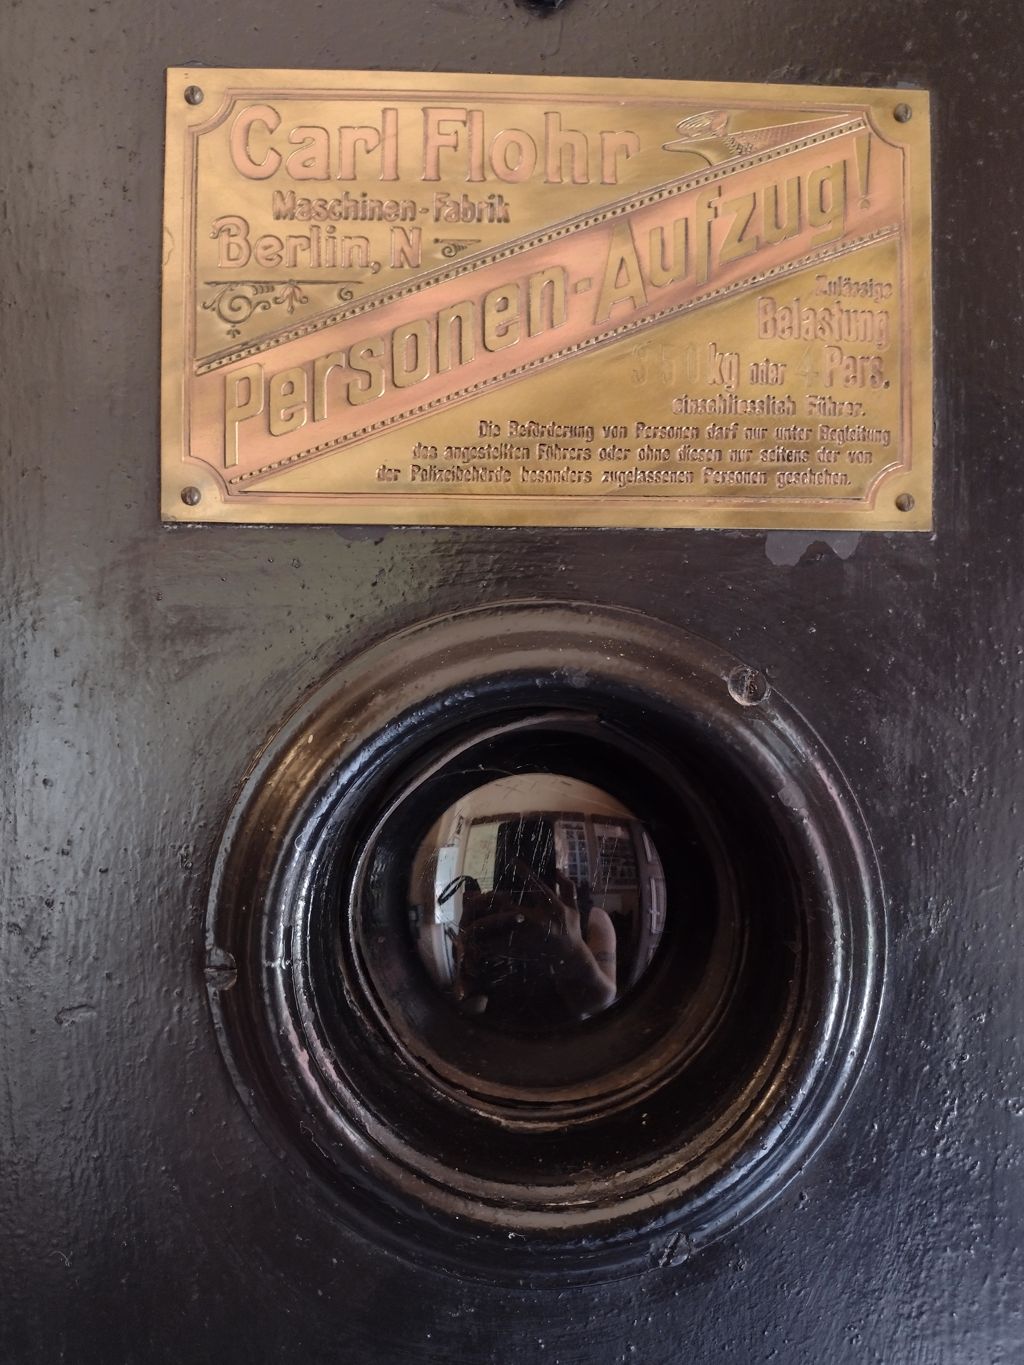 Carl Flohr
Maschinen-Fabrik
Berlin, N
Personen-Aufzug!
Zulässige
Belastung
350 kg oder 4 Pers.
einschliesslich Führer.
Die Beförderung von Personen darf nur unter Begleitung
des angestellten Führers oder ohne diesen nur seitens der von
der Polizeibehörde besonders zugelassenen Personen geschehen.